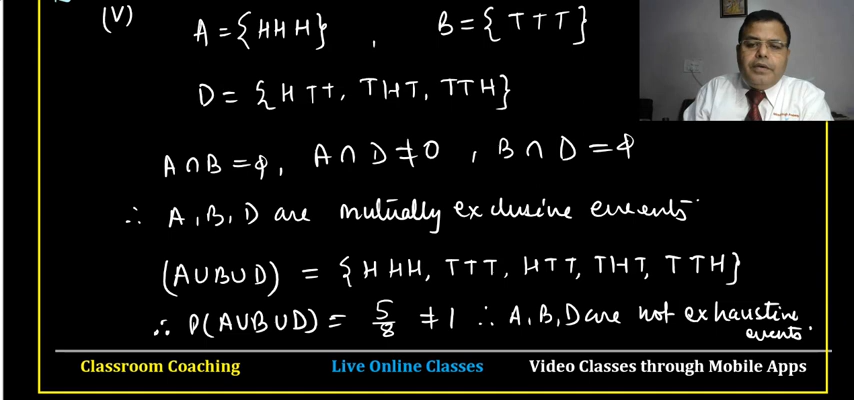 (V) A = {HHH}, B = {TTT}
D = {HTT, THT, TTH}
A ∩ B = φ, A ∩ D ≠ 0, B ∩ D = φ
∴ A, B, D are mutually exclusive events.
(A∪B∪D) = {HHH, TTT, HTT, THT, TTH}
∴ P(A∪B∪D) = 5/8 ≠ 1 ∴ A, B, D are not exhaustive
events.
Classroom Coaching Live Online Classes Video Classes through Mobile Apps